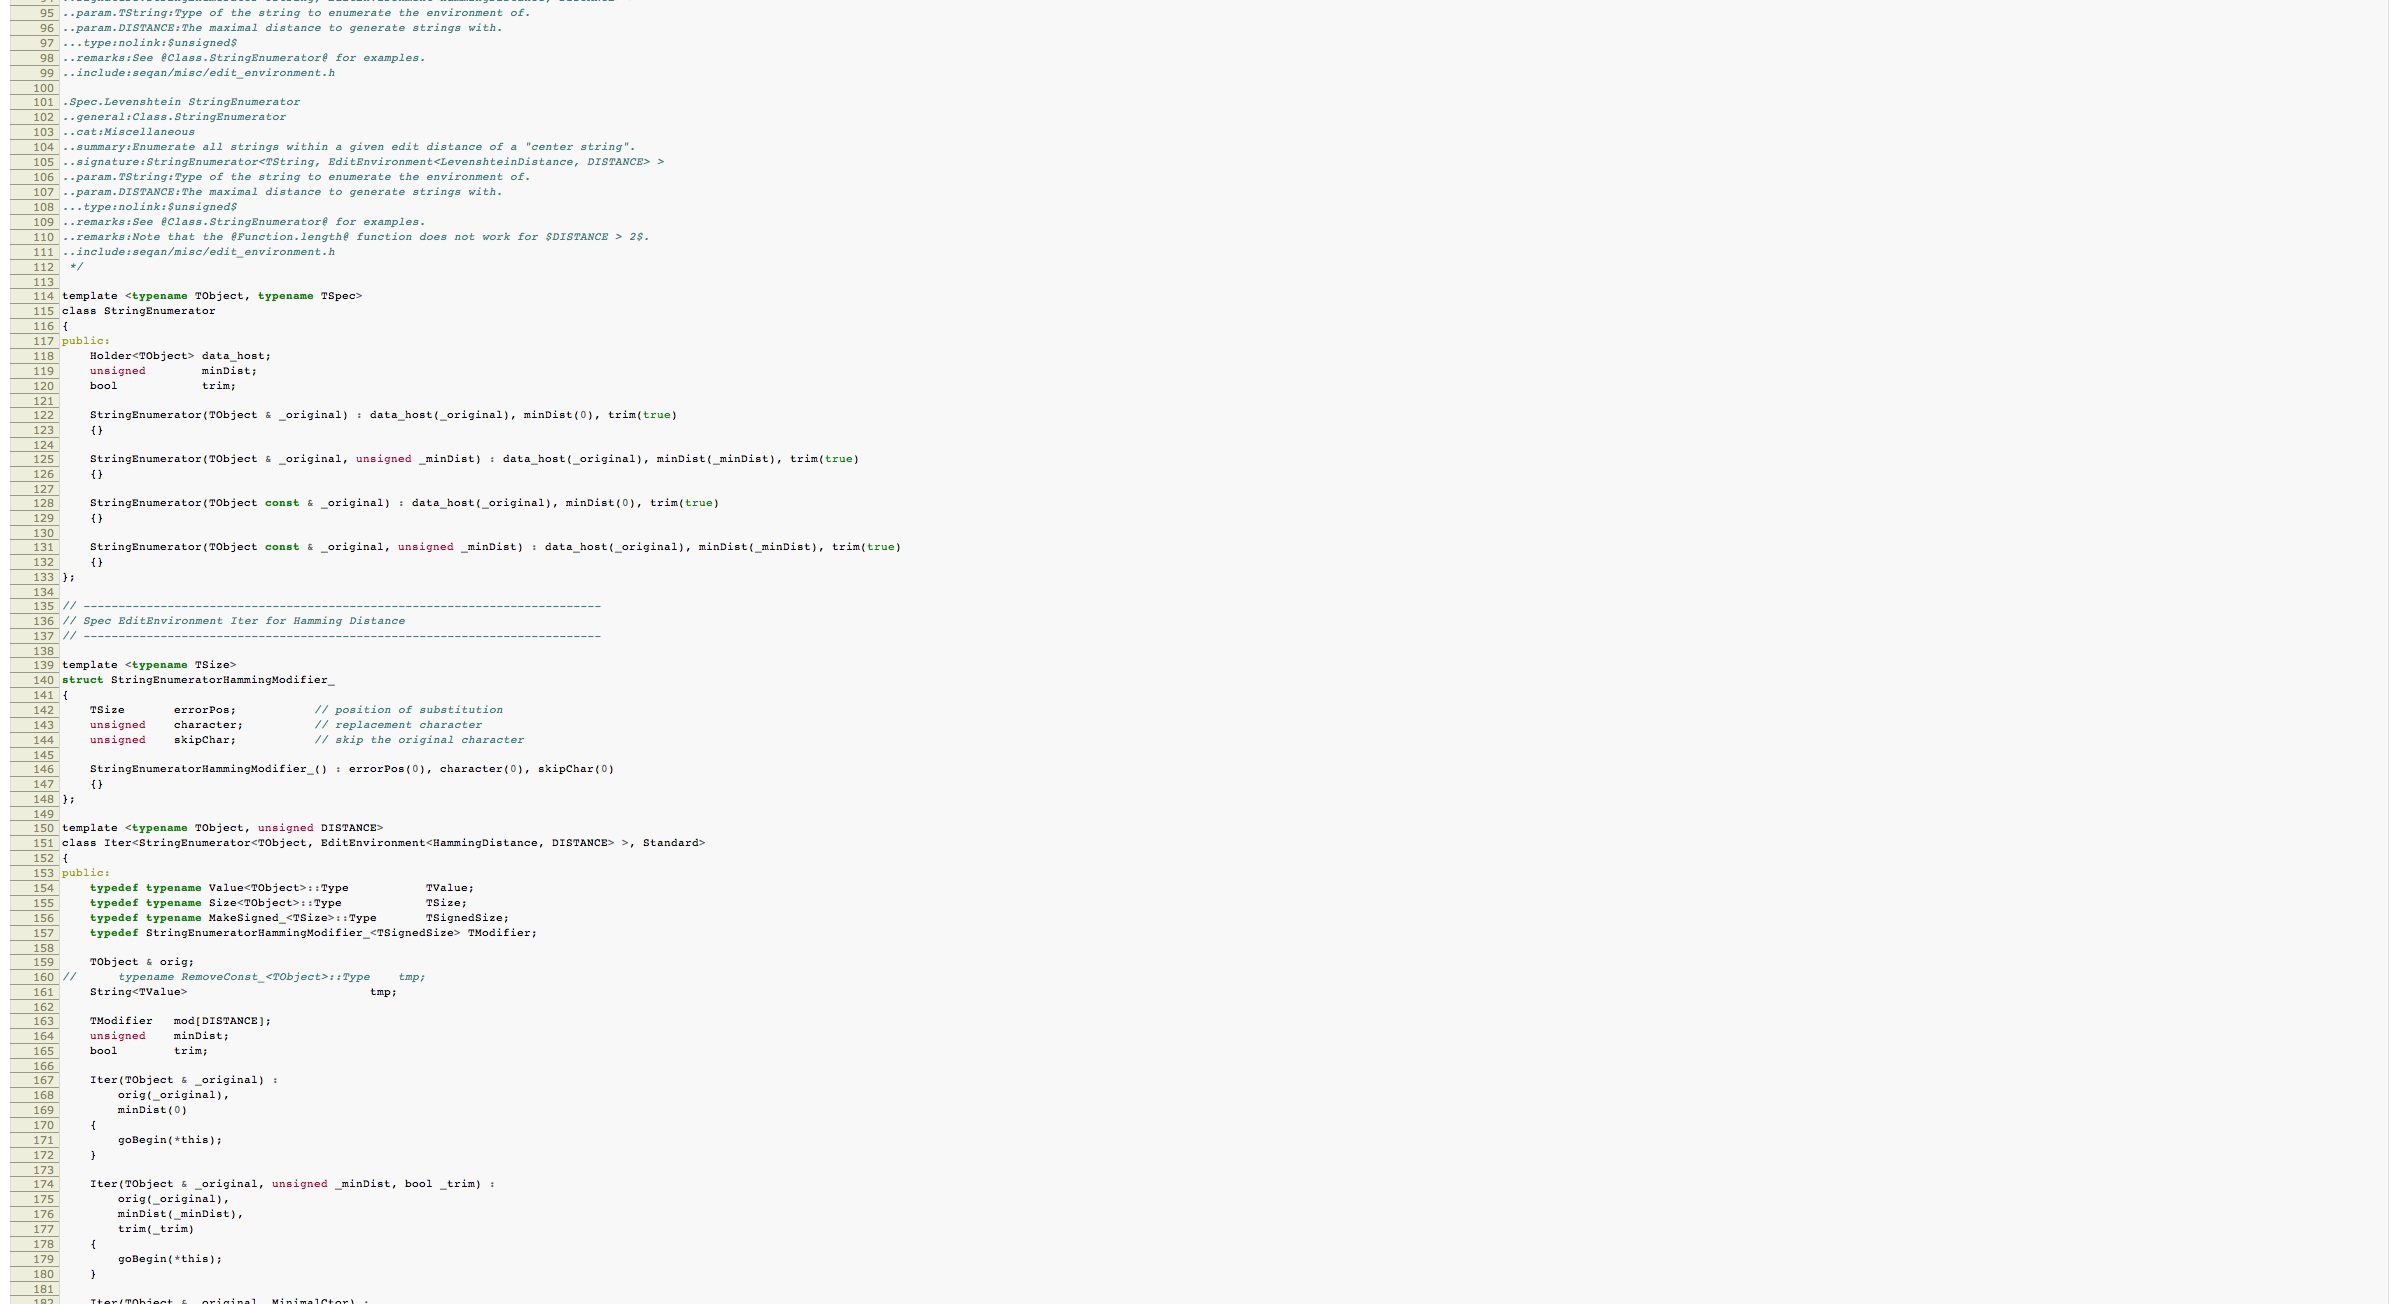 95 ..param.TString:Type of the string to enumerate the environment of.
96 ..param.DISTANCE:The maximal distance to generate strings with.
97 ...type:nolink:$unsigned$
98 ..remarks:See @Class.StringEnumerator@ for examples.
99 ..include:seqan/misc/edit_environment.h
100
101 .Spec.Levenshtein StringEnumerator
102 ..general:Class.StringEnumerator
103 ..cat:Miscellaneous
104 ..summary:Enumerate all strings within a given edit distance of a "center string".
105 ..signature:StringEnumerator<TString, EditEnvironment<LevenshteinDistance, DISTANCE> >
106 ..param.TString:Type of the string to enumerate the environment of.
107 ..param.DISTANCE:The maximal distance to generate strings with.
108 ...type:nolink:$unsigned$
109 ..remarks:See @Class.StringEnumerator@ for examples.
110 ..remarks:Note that the @Function.length@ function does not work for $DISTANCE > 2$.
111 ..include:seqan/misc/edit_environment.h
112  */
113
114 template <typename TObject, typename TSpec>
115 class StringEnumerator
116 {
117 public:
118     Holder<TObject> data_host;
119     unsigned        minDist;
120     bool            trim;
121
122     StringEnumerator(TObject & _original) : data_host(_original), minDist(0), trim(true)
123     {}
124
125     StringEnumerator(TObject & _original, unsigned _minDist) : data_host(_original), minDist(_minDist), trim(true)
126     {}
127
128     StringEnumerator(TObject const & _original) : data_host(_original), minDist(0), trim(true)
129     {}
130
131     StringEnumerator(TObject const & _original, unsigned _minDist) : data_host(_original), minDist(_minDist), trim(true)
132     {}
133 };
134
135 // --------------------------------------------------------------------------
136 // Spec EditEnvironment Iter for Hamming Distance
137 // --------------------------------------------------------------------------
138
139 template <typename TSize>
140 struct StringEnumeratorHammingModifier_
141 {
142     TSize       errorPos;           // position of substitution
143     unsigned    character;          // replacement character
144     unsigned    skipChar;           // skip the original character
145
146     StringEnumeratorHammingModifier_() : errorPos(0), character(0), skipChar(0)
147     {}
148 };
149
150 template <typename TObject, unsigned DISTANCE>
151 class Iter<StringEnumerator<TObject, EditEnvironment<HammingDistance, DISTANCE> >, Standard>
152 {
153 public:
154     typedef typename Value<TObject>::Type           TValue;
155     typedef typename Size<TObject>::Type            TSize;
156     typedef typename MakeSigned_<TSize>::Type       TSignedSize;
157     typedef StringEnumeratorHammingModifier_<TSignedSize> TModifier;
158
159     TObject & orig;
160 //      typename RemoveConst_<TObject>::Type    tmp;
161     String<TValue>                          tmp;
162
163     TModifier   mod[DISTANCE];
164     unsigned    minDist;
165     bool        trim;
166
167     Iter(TObject & _original) :
168         orig(_original),
169         minDist(0)
170     {
171         goBegin(*this);
172     }
173
174     Iter(TObject & _original, unsigned _minDist, bool _trim) :
175         orig(_original),
176         minDist(_minDist),
177         trim(_trim)
178     {
179         goBegin(*this);
180     }
181
182     Iter(TObject & _original, MinimalCtor) :